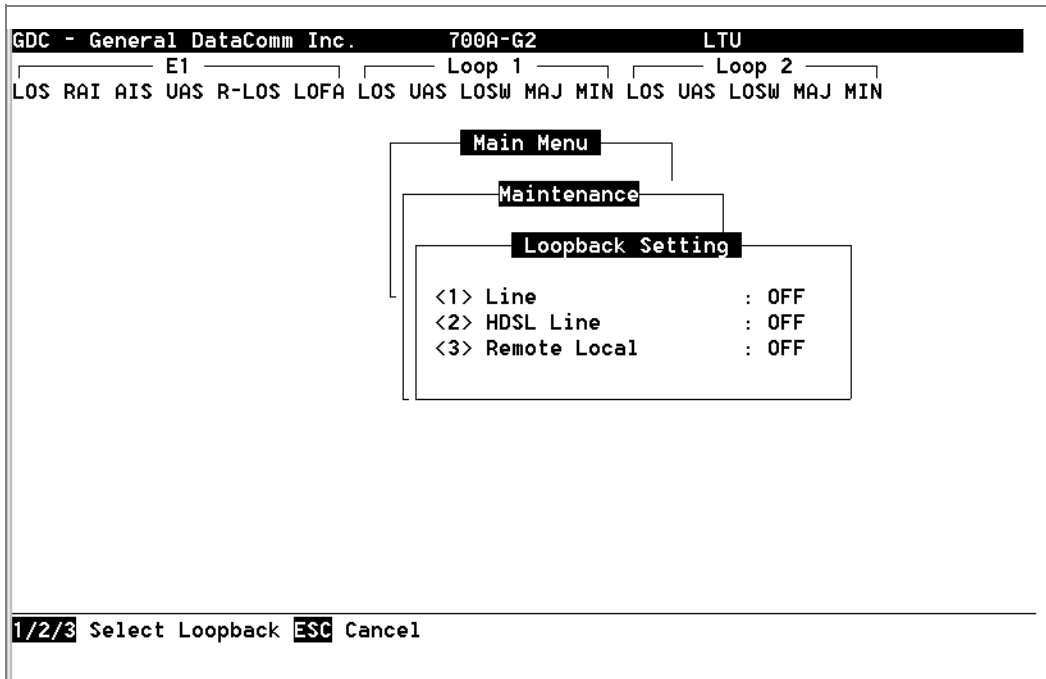 GDC - General DataComm Inc. 700A-G2 LTU
E1 Loop 1 Loop 2
LOS RAI AIS UAS R-LOS LOFA LOS UAS LOSW MAJ MIN LOS UAS LOSW MAJ MIN
Main Menu
Maintenance
Loopback Setting
<1> Line : OFF
<2> HDSL Line : OFF
<3> Remote Local : OFF
1/2/3 Select Loopback ESC Cancel